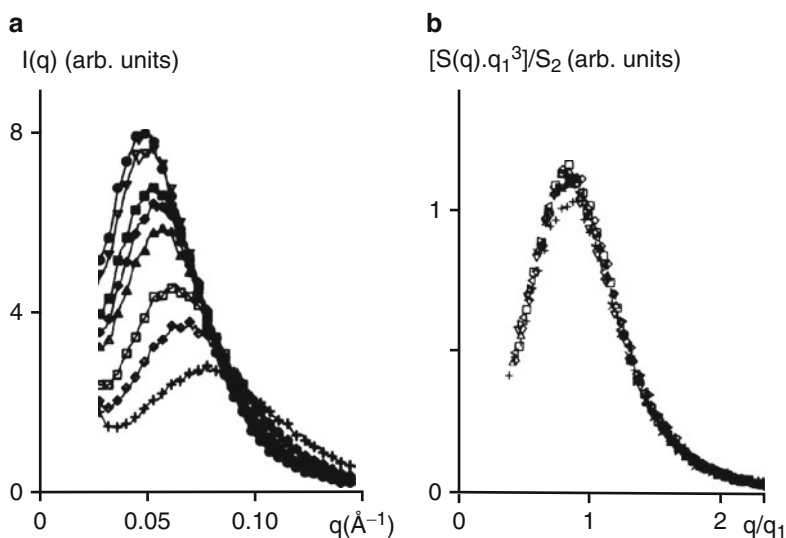 a
I(q) (arb. units)
8
4
0
0 0.05 0.10 q(Å⁻¹)
b
[S(q).q₁³]/S₂ (arb. units)
1
0
0 1 2 q/q₁